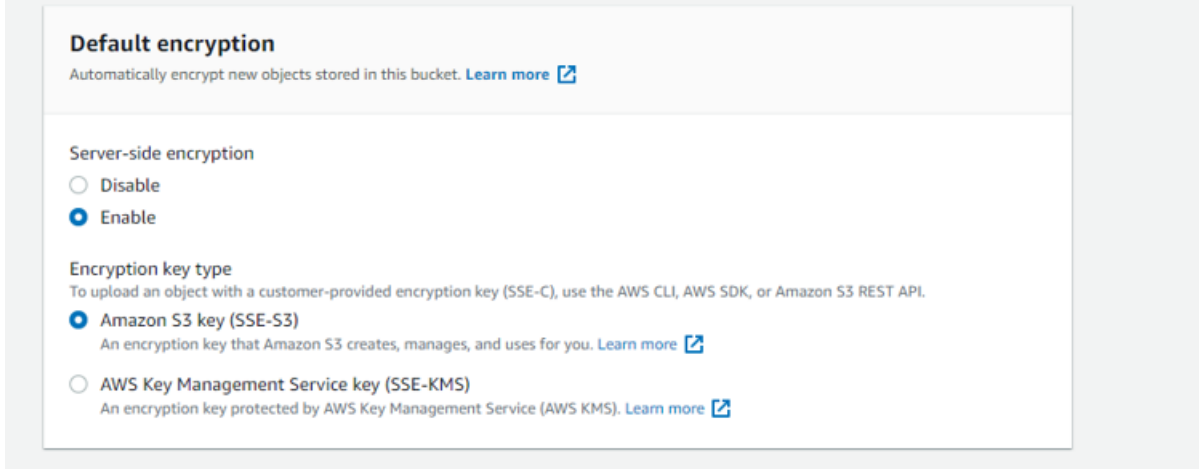 Default encryption
Automatically encrypt new objects stored in this bucket. Learn more
Server-side encryption
Disable
Enable
Encryption key type
To upload an object with a customer-provided encryption key (SSE-C), use the AWS CLI, AWS SDK, or Amazon S3 REST API.
Amazon S3 key (SSE-S3)
An encryption key that Amazon S3 creates, manages, and uses for you. Learn more
AWS Key Management Service key (SSE-KMS)
An encryption key protected by AWS Key Management Service (AWS KMS). Learn more